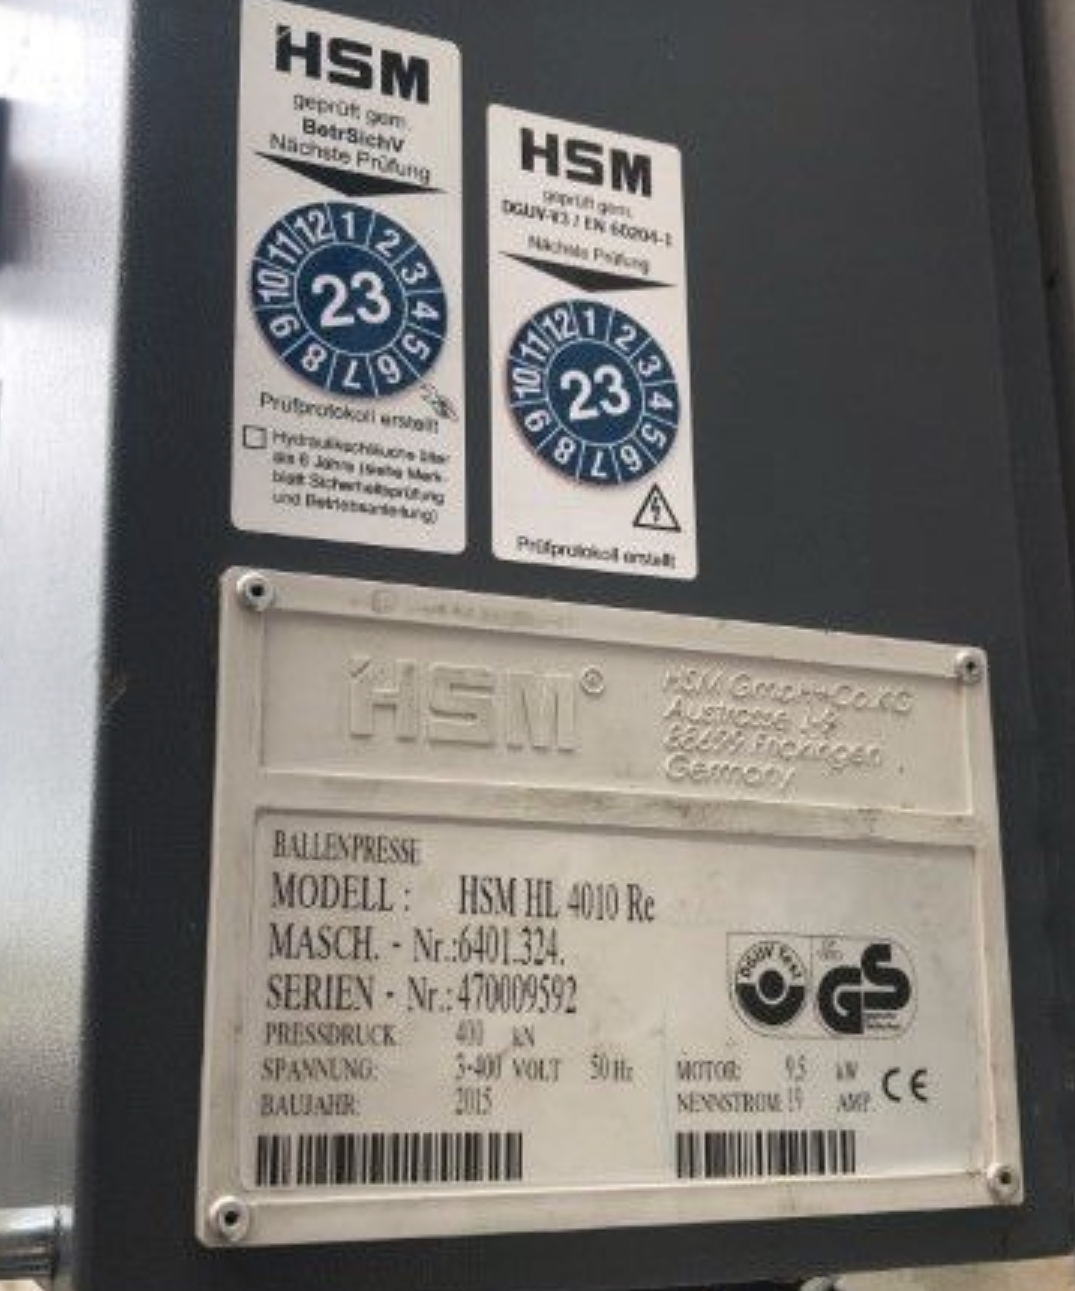 HSM
geprüft gem.
BetrSichV
Nächste Prüfung
12 1 2 3 4 5 6 7 8 9 10 11
23
Prüfprotokoll erstellt
Hydraulikschläuche älter
als 6 Jahre (siehe Merk-
blatt Sicherheitsprüfung
und Betriebsanleitung)
HSM
geprüft gem.
DGUV-V3 / EN 60204-1
Nächste Prüfung
12 1 2 3 4 5 6 7 8 9 10 11
23
Prüfprotokoll erstellt
HSM®
HSM GmbH+Co.KG
Austrasse 1-9
88699 Frickingen
Germany
BALLENPRESSE
MODELL : HSM HL 4010 Re
MASCH. - Nr.:6401.324.
SERIEN - Nr.:470009592
PRESSDRUCK 400 kN
SPANNUNG: 3-400 VOLT 50 Hz MOTOR: 9,5 kW
BAUJAHR: 2015 NENNSTROM: 19 AMP.
DGUV Test
GS
CE